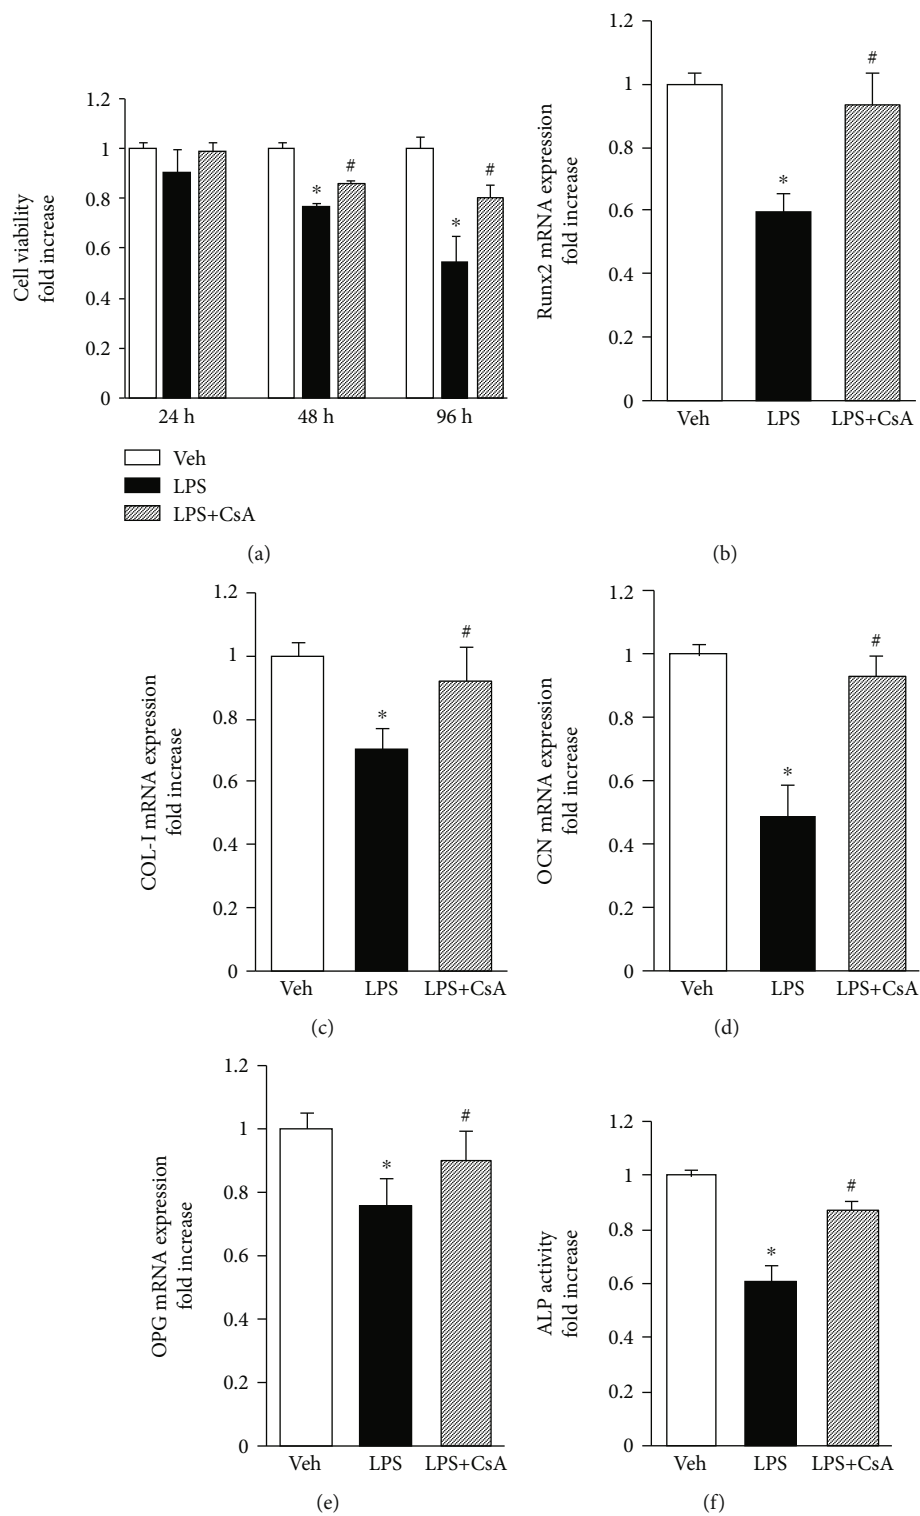 Cell viability
fold increase
1.2
1
0.8
0.6
0.4
0.2
0
*
#
*
#
24 h
48 h
96 h
Veh
LPS
LPS+CsA
(a)
Runx2 mRNA expression
fold increase
1.2
1
0.8
0.6
0.4
0.2
0
*
#
Veh
LPS
LPS+CsA
(b)
COL-I mRNA expression
fold increase
1.2
1
0.8
0.6
0.4
0.2
0
*
#
Veh
LPS
LPS+CsA
(c)
OCN mRNA expression
fold increase
1.2
1
0.8
0.6
0.4
0.2
0
*
#
Veh
LPS
LPS+CsA
(d)
OPG mRNA expression
fold increase
1.2
1
0.8
0.6
0.4
0.2
0
*
#
Veh
LPS
LPS+CsA
(e)
ALP activity
fold increase
1.2
1
0.8
0.6
0.4
0.2
0
*
#
Veh
LPS
LPS+CsA
(f)